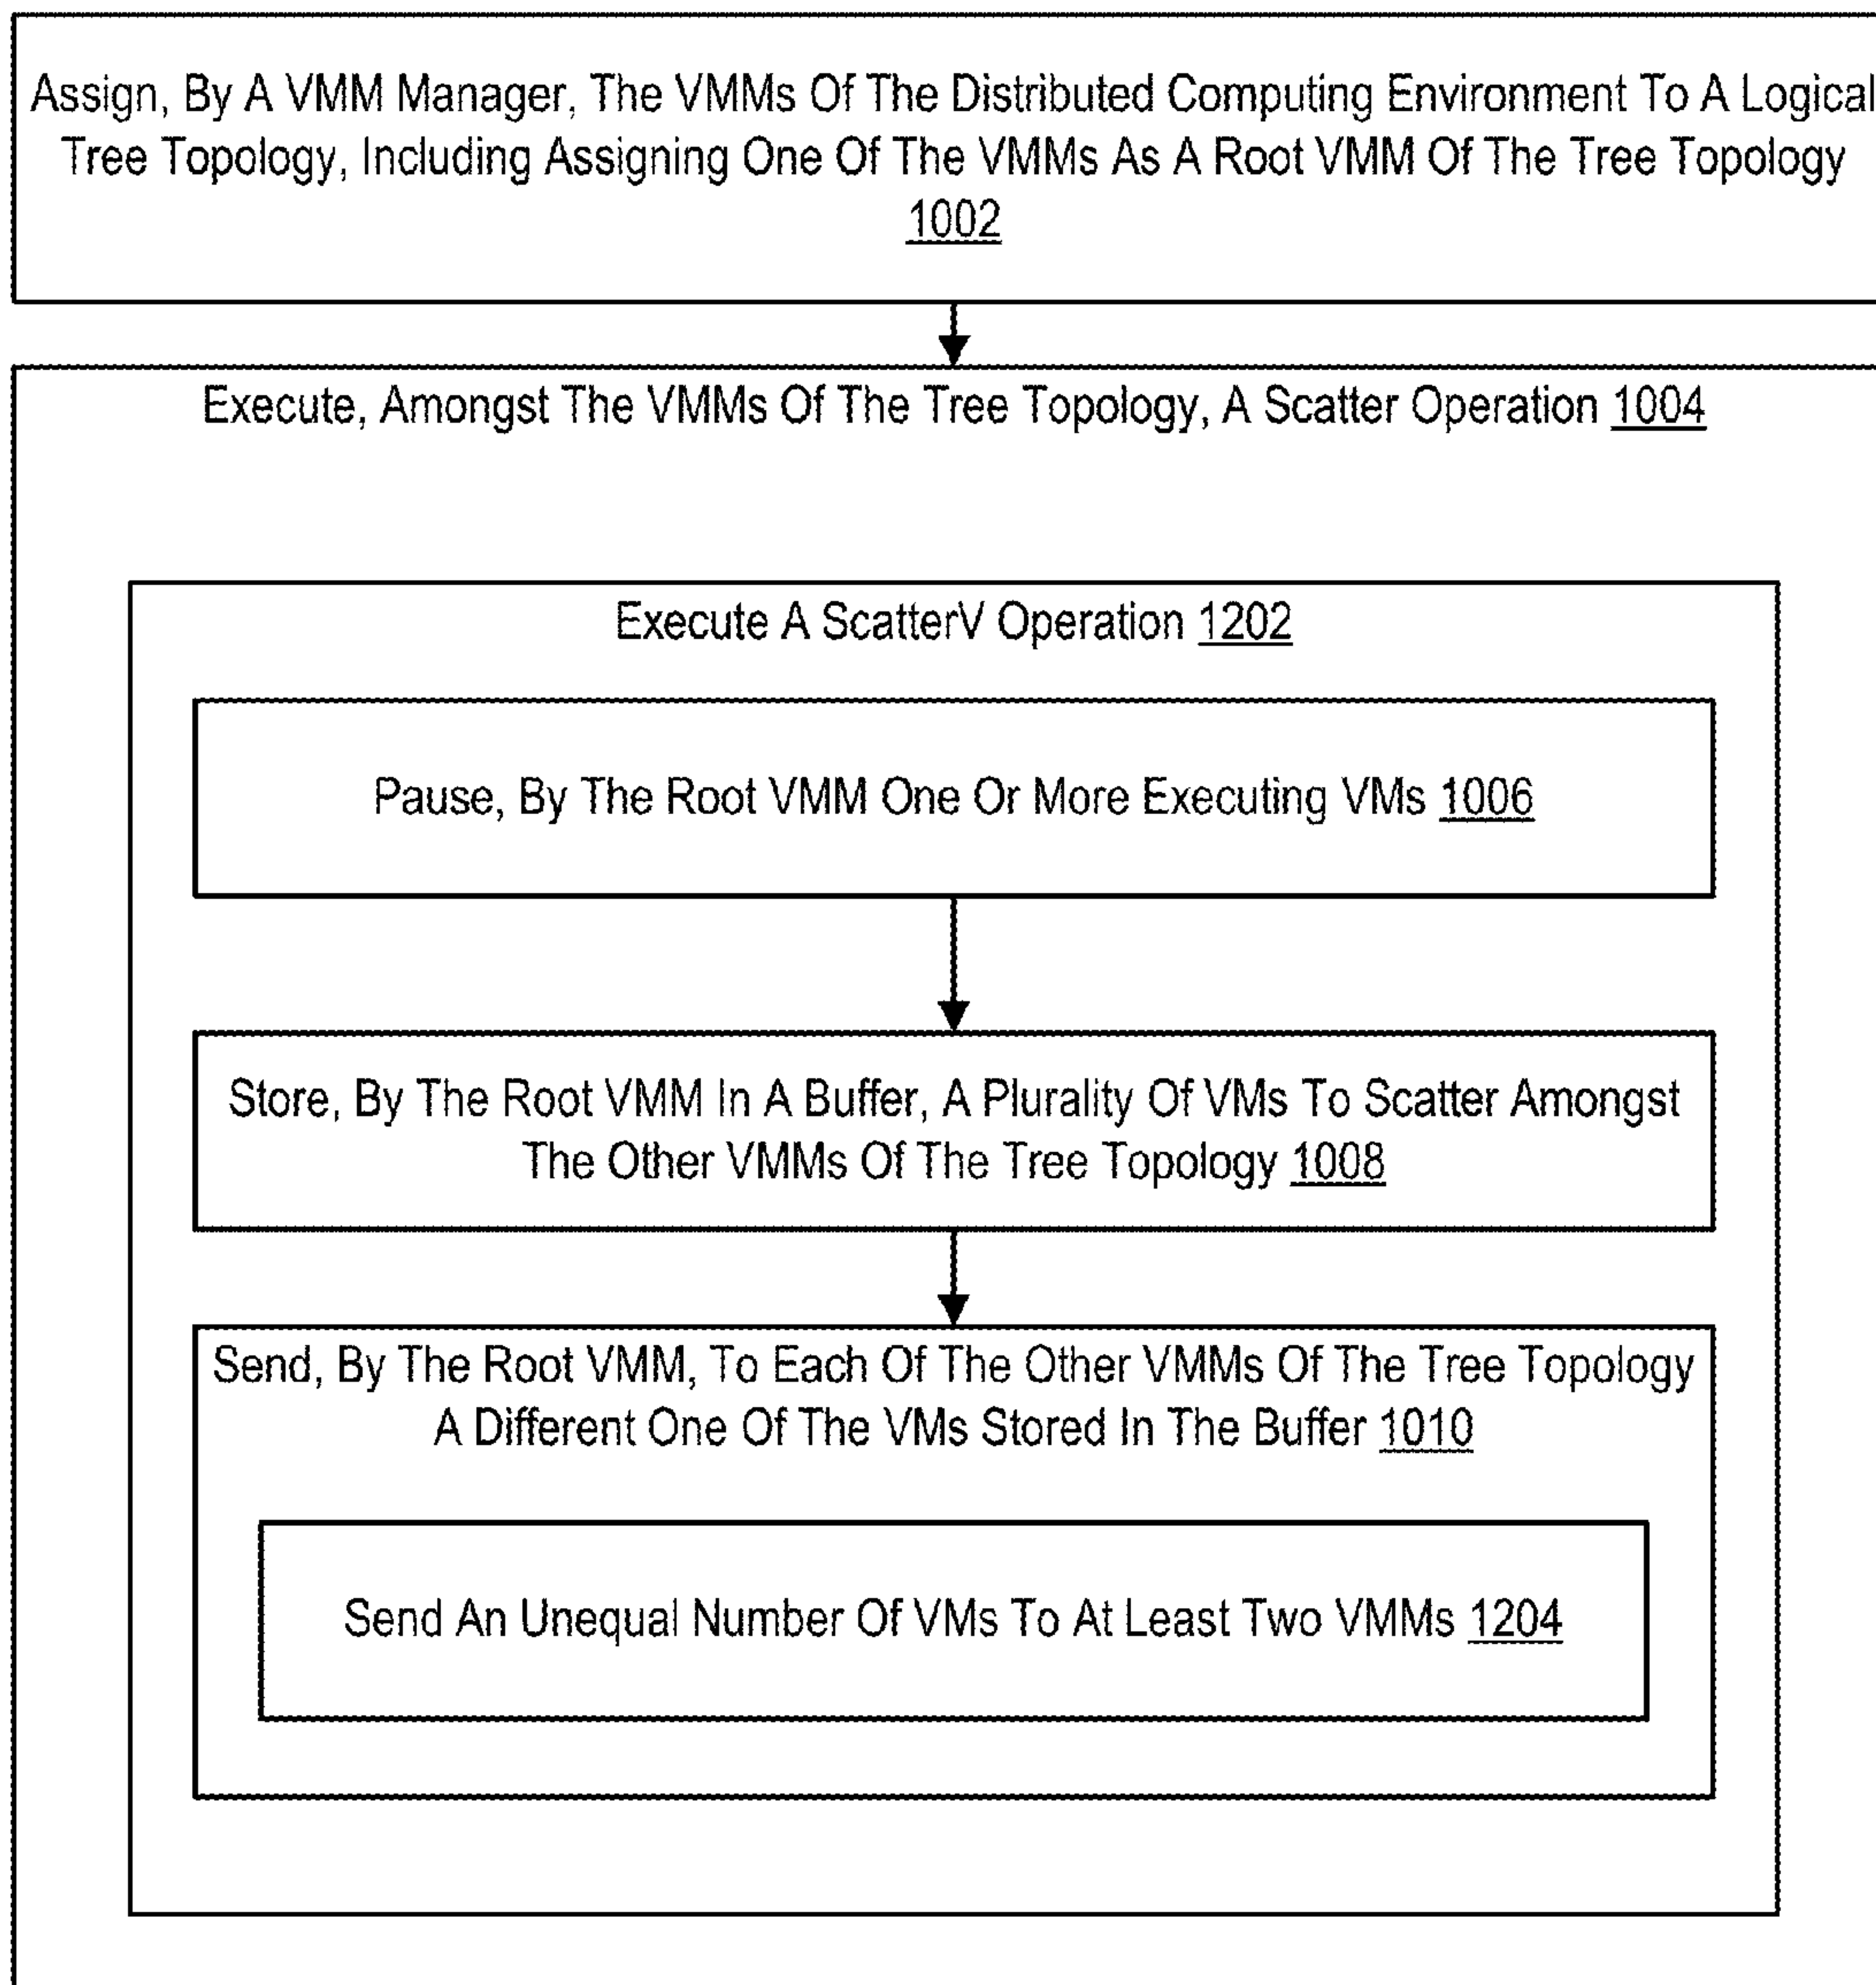 Assign, By A VMM Manager, The VMMs Of The Distributed Computing Environment To A Logical
Tree Topology, Including Assigning One Of The VMMs As A Root VMM Of The Tree Topology
1002
Execute, Amongst The VMMs Of The Tree Topology, A Scatter Operation 1004
Execute A ScatterV Operation 1202
Pause, By The Root VMM One Or More Executing VMs 1006
Store, By The Root VMM In A Buffer, A Plurality Of VMs To Scatter Amongst
The Other VMMs Of The Tree Topology 1008
Send, By The Root VMM, To Each Of The Other VMMs Of The Tree Topology
A Different One Of The VMs Stored In The Buffer 1010
Send An Unequal Number Of VMs To At Least Two VMMs 1204